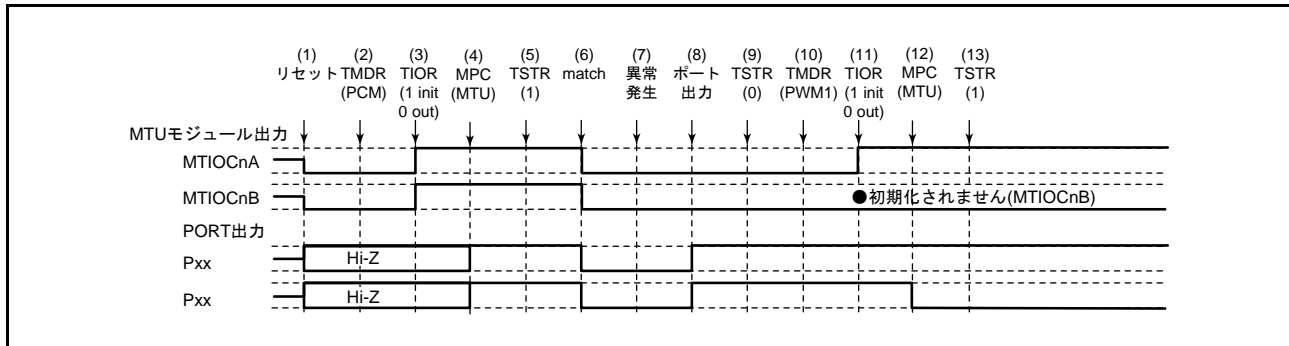 (1) (2) (3) (4) (5) (6) (7) (8) (9) (10) (11) (12) (13)
リセット TMDR TIOR MPC TSTR match 異常 ポート TSTR TMDR TIOR MPC TSTR
(PCM) (1 init (MTU) (1) 発生 出力 (0) (PWM1) (1 init (MTU) (1)
0 out) 0 out)
MTUモジュール出力
MTIOCnA
MTIOCnB ●初期化されません(MTIOCnB)
PORT出力
Pxx Hi-Z
Pxx Hi-Z